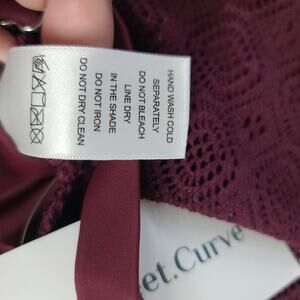 HAND WASH COLD
SEPARATELY
DO NOT BLEACH
LINE DRY
IN THE SHADE
DO NOT IRON
DO NOT DRY CLEAN
et.Curve